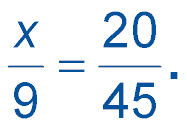 x/9 = 20/45.